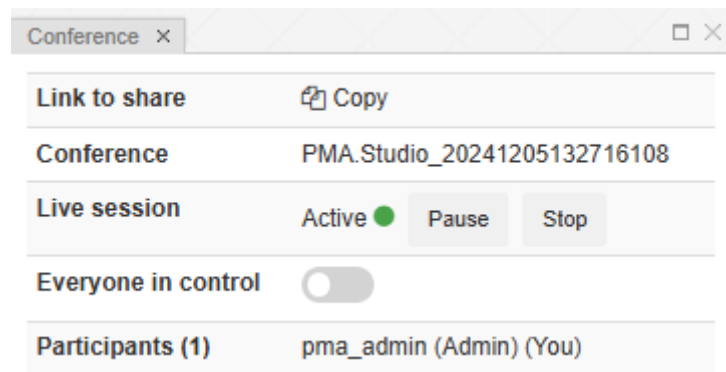 Conference
Link to share Copy
Conference PMA.Studio_20241205132716108
Live session Active Pause Stop
Everyone in control
Participants (1) pma_admin (Admin) (You)